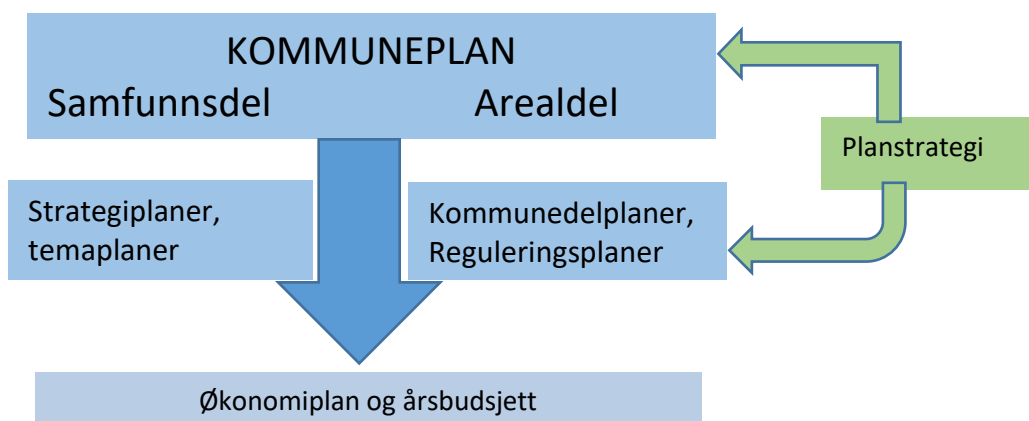 KOMMUNEPLAN
Samfunnsdel Arealdel
Planstrategi
Strategiplaner,
temaplaner
Kommunedelplaner,
Reguleringsplaner
Økonomiplan og årsbudsjett